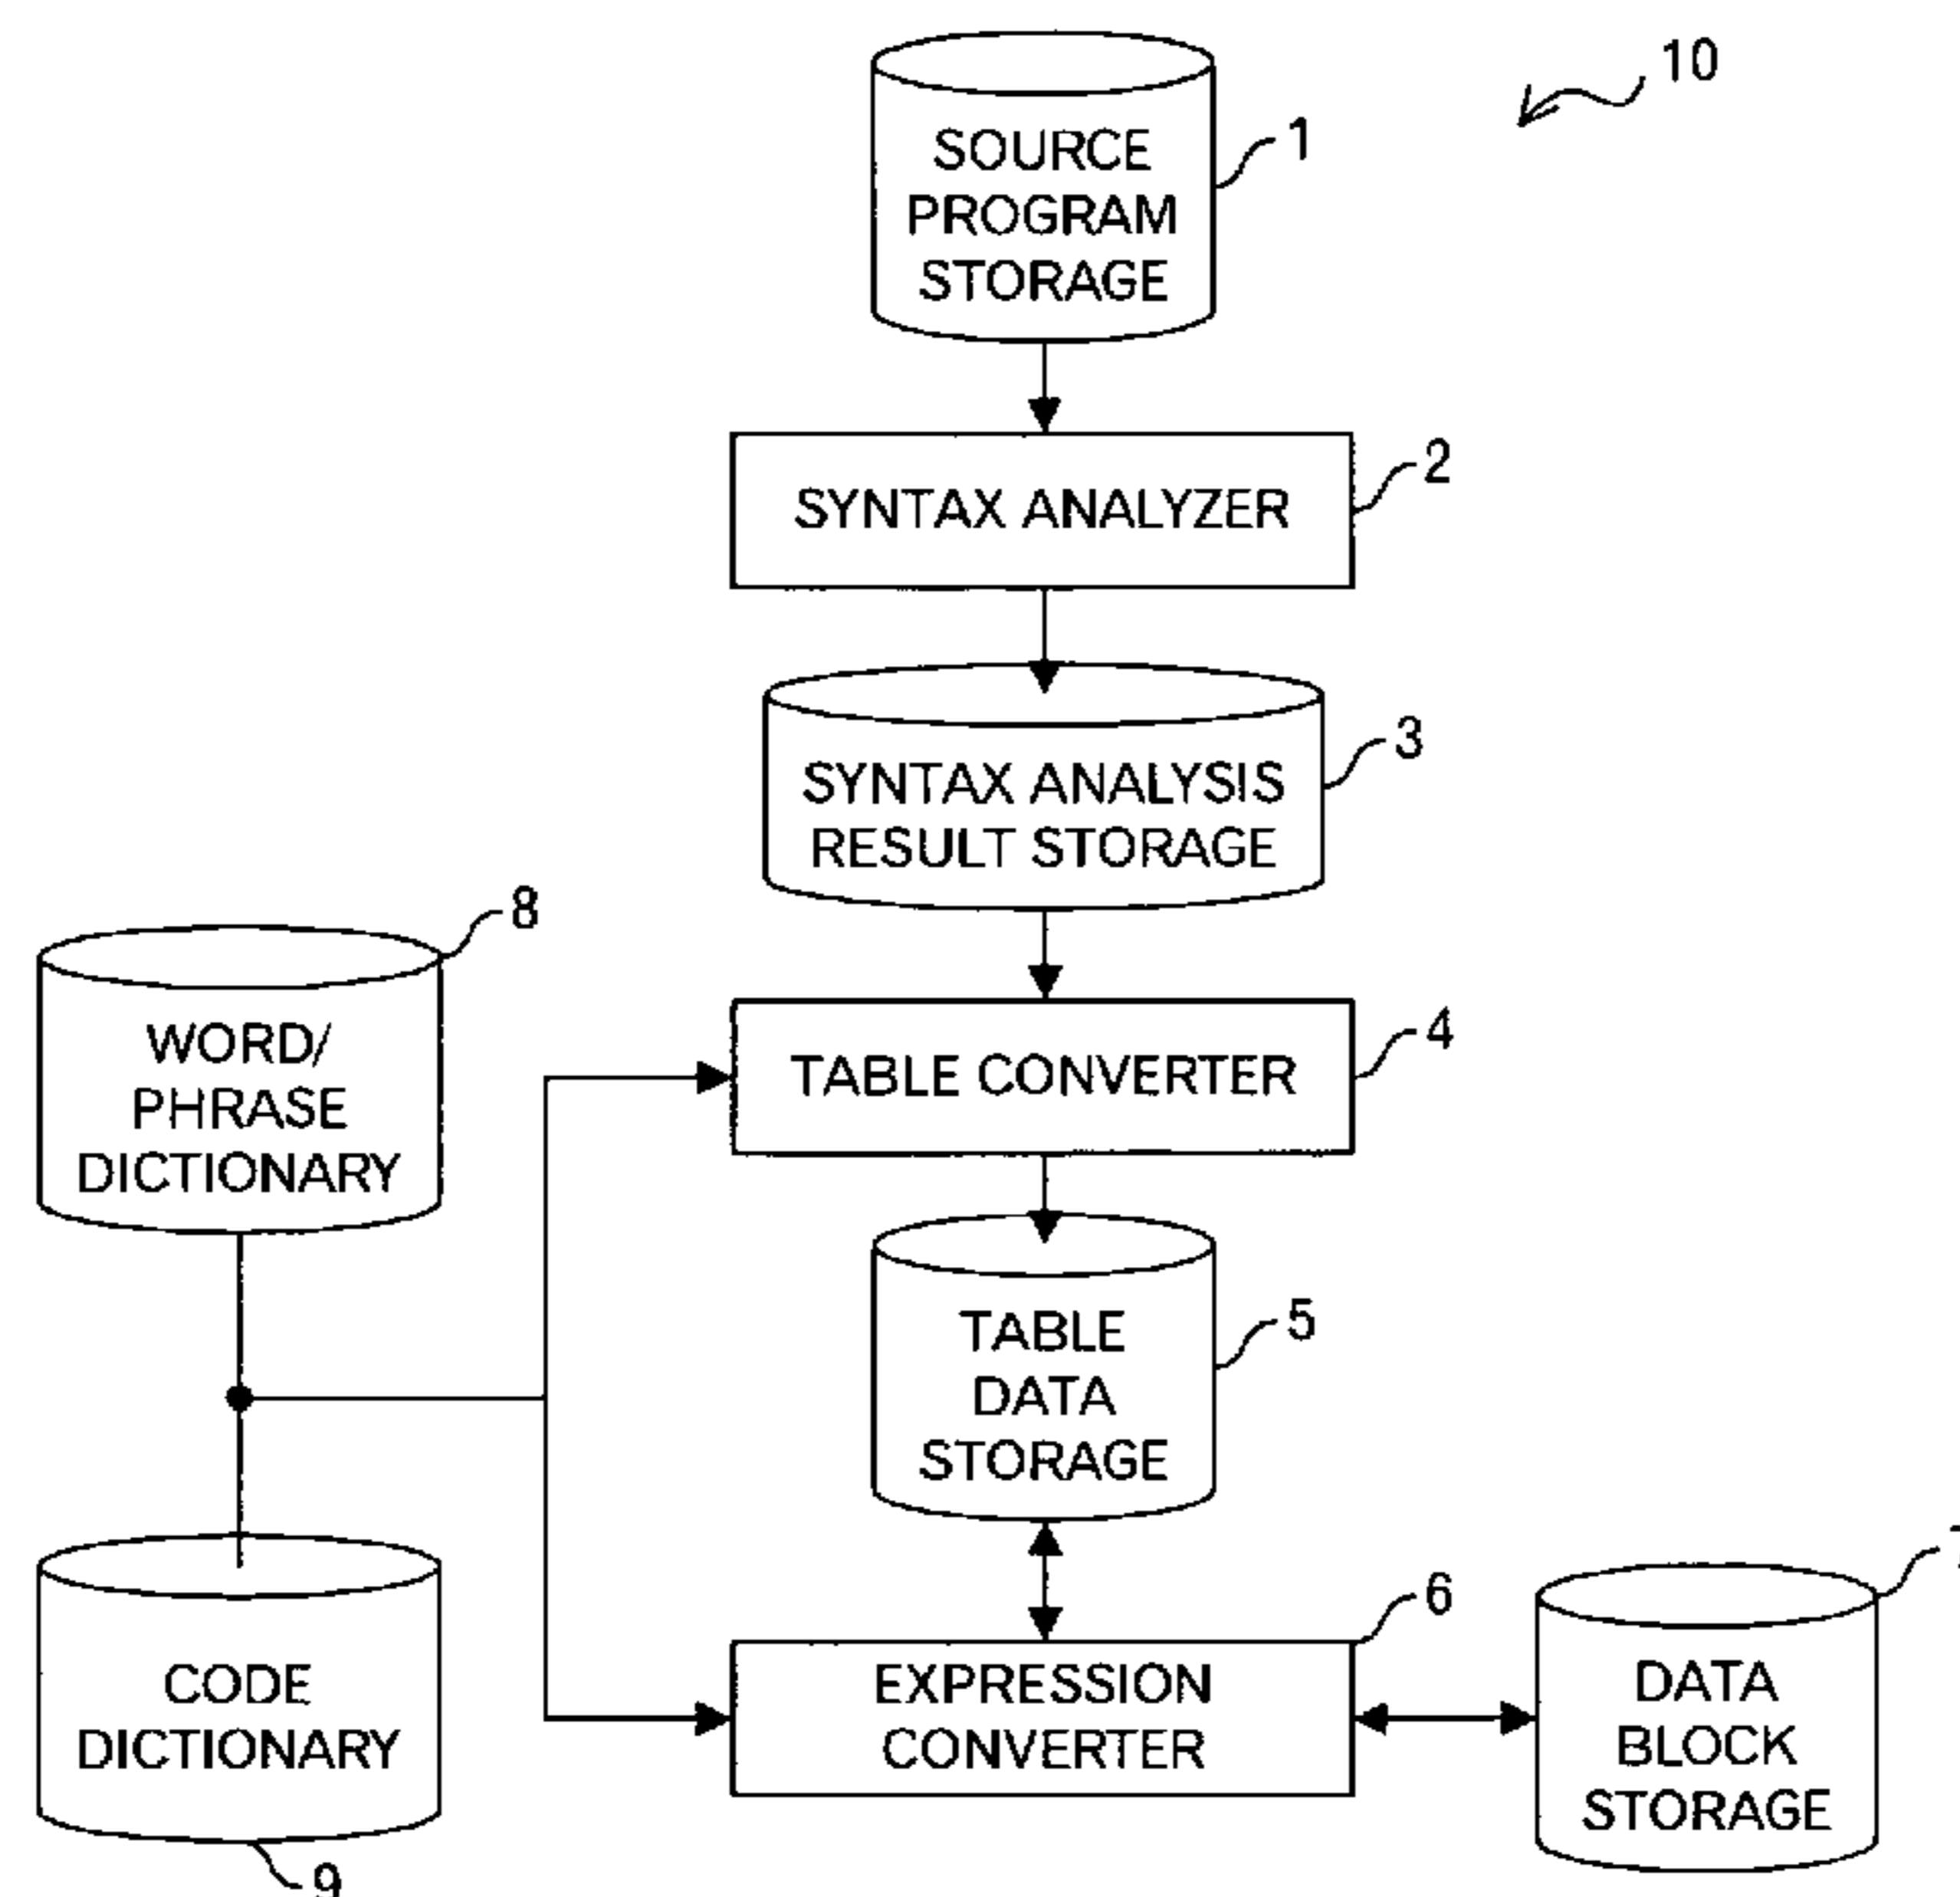 10
1
SOURCE
PROGRAM
STORAGE
2
SYNTAX ANALYZER
3
SYNTAX ANALYSIS
RESULT STORAGE
8
WORD/
PHRASE
DICTIONARY
4
TABLE CONVERTER
5
TABLE
DATA
STORAGE
6
EXPRESSION
CONVERTER
DATA
BLOCK
STORAGE
CODE
DICTIONARY
9